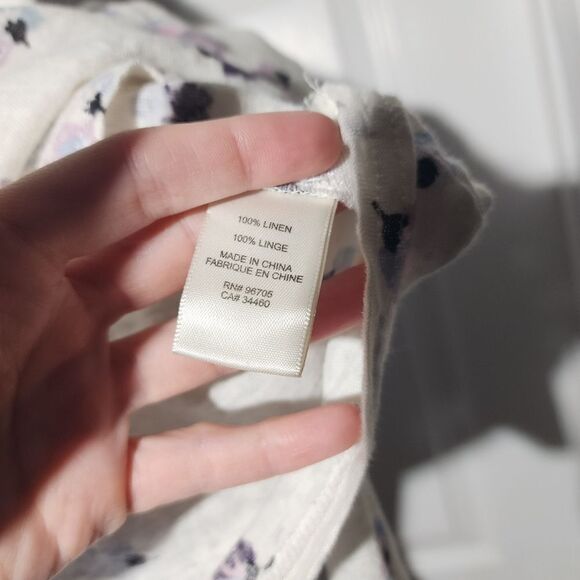 100% LINEN
100% LINGE
MADE IN CHINA
FABRIQUE EN CHINE
RN# 96705
CA# 34460